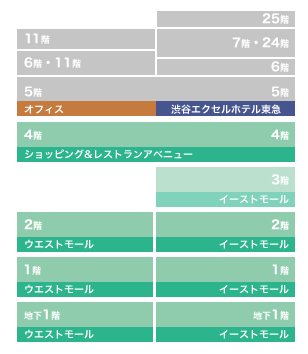 25階
11階
7階・24階
6階・11階
6階
5階 5階
オフィス 渋谷エクセルホテル東急
4階 4階
ショッピング&レストランアベニュー
3階
イーストモール
2階 2階
ウエストモール イーストモール
1階 1階
ウエストモール イーストモール
地下1階 地下1階
ウエストモール イーストモール